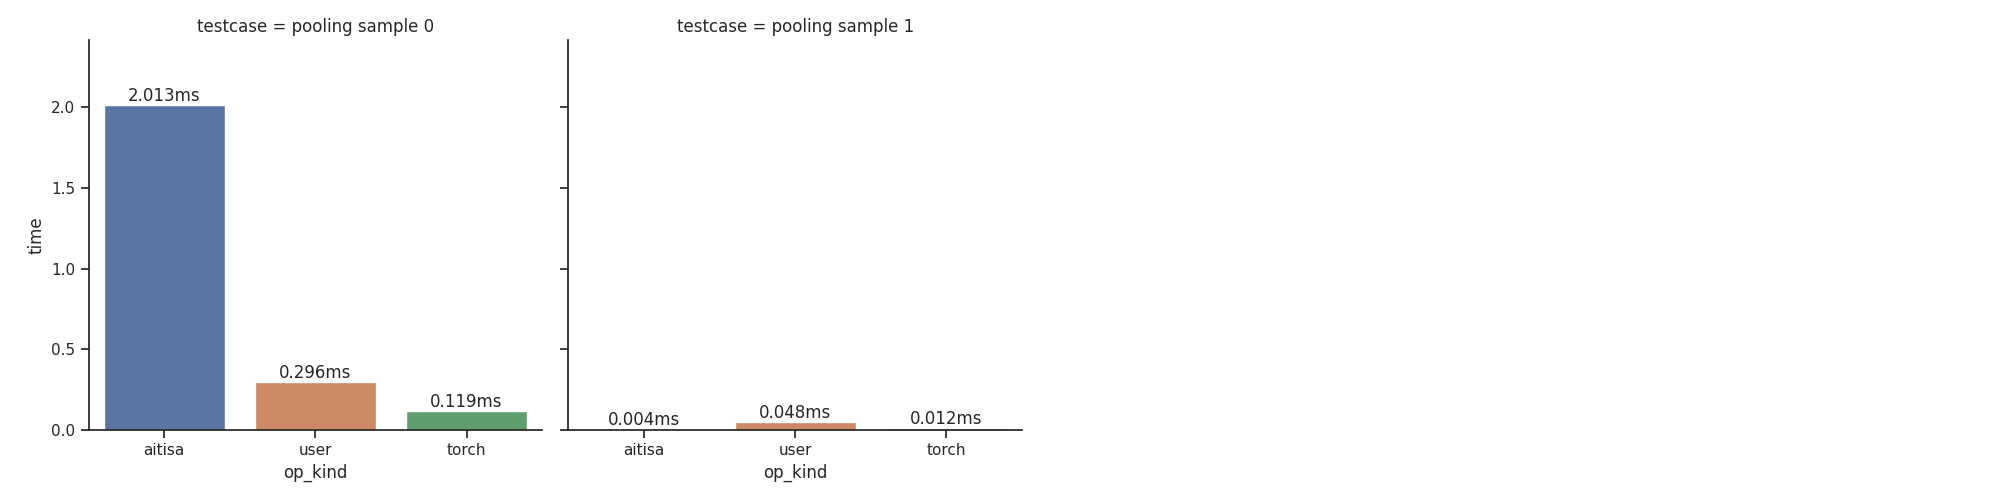 testcase = pooling sample 0
2.013ms
0.296ms
0.119ms
2.0
1.5
1.0
0.5
0.0
time
aitisa
user
torch
op_kind
testcase = pooling sample 1
0.004ms
0.048ms
0.012ms
aitisa
user
torch
op_kind